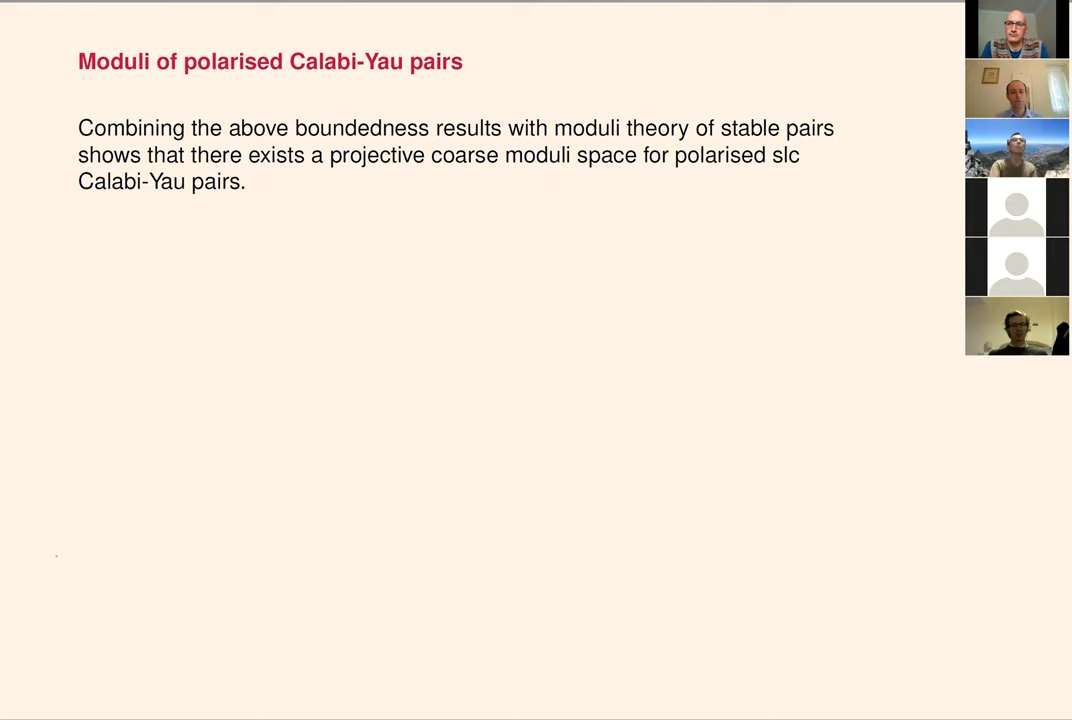 Moduli of polarised Calabi-Yau pairs
Combining the above boundedness results with moduli theory of stable pairs
shows that there exists a projective coarse moduli space for polarised slc
Calabi-Yau pairs.